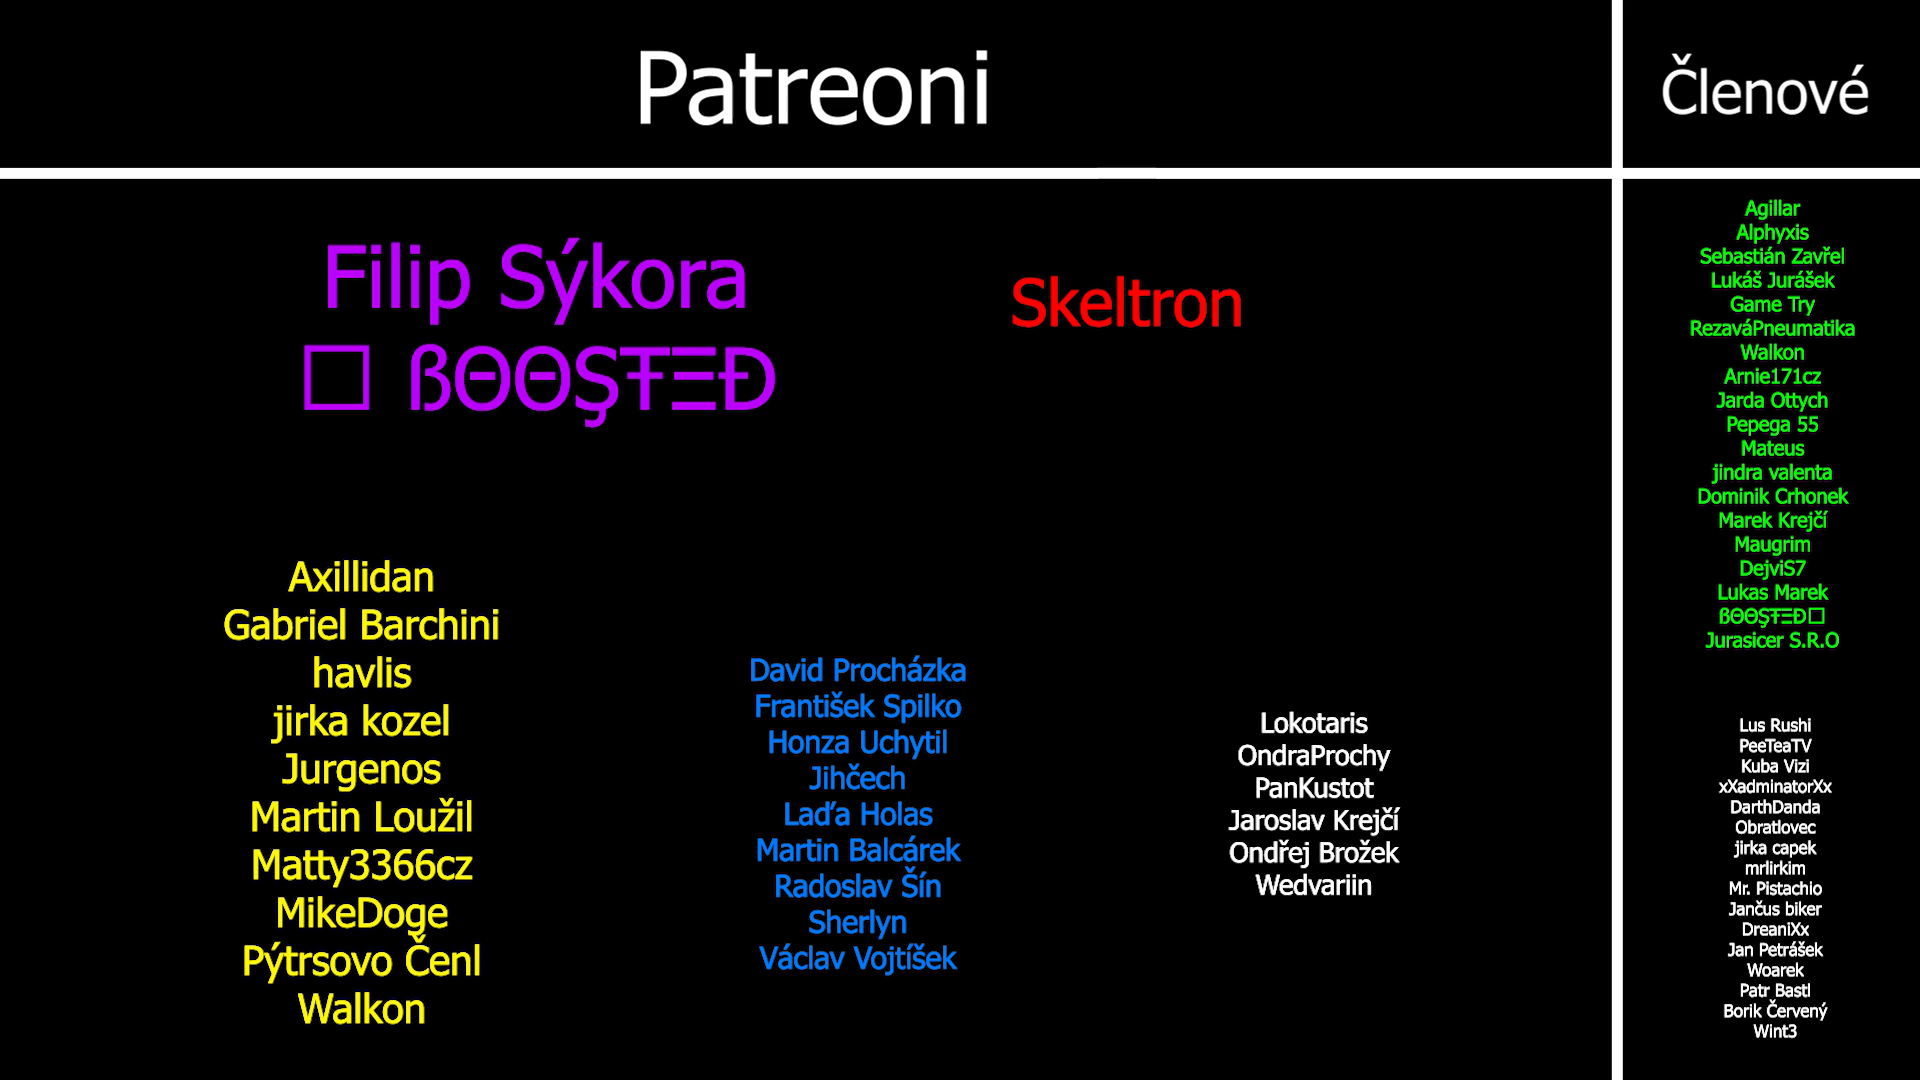 Patreoni
Členové
Filip Sýkora
☐ ßΘΘŞŦΞĐ
Skeltron
Axillidan
Gabriel Barchini
havlis
jirka kozel
Jurgenos
Martin Loužil
Matty3366cz
MikeDoge
Pýtrsovo Čenl
Walkon
David Procházka
František Spilko
Honza Uchytil
Jihčech
Laďa Holas
Martin Balcárek
Radoslav Šín
Sherlyn
Václav Vojtíšek
Lokotaris
OndraProchy
PanKustot
Jaroslav Krejčí
Ondřej Brožek
Wedvariin
Agillar
Alphyxis
Sebastián Zavřel
Lukáš Jurášek
Game Try
RezaváPneumatika
Walkon
Arnie171cz
Jarda Ottych
Pepega 55
Mateus
jindra valenta
Dominik Crhonek
Marek Krejčí
Maugrim
DejviS7
Lukas Marek
ßΘΘŞŦΞĐ☐
Jurasicer S.R.O
Lus Rushi
PeeTeaTV
Kuba Vizi
xXadminatorXx
DarthDanda
Obratlovec
jirka capek
mrlirkim
Mr. Pistachio
Jančus biker
DreaniXx
Jan Petrášek
Woarek
Patr Bastl
Borik Červený
Wint3